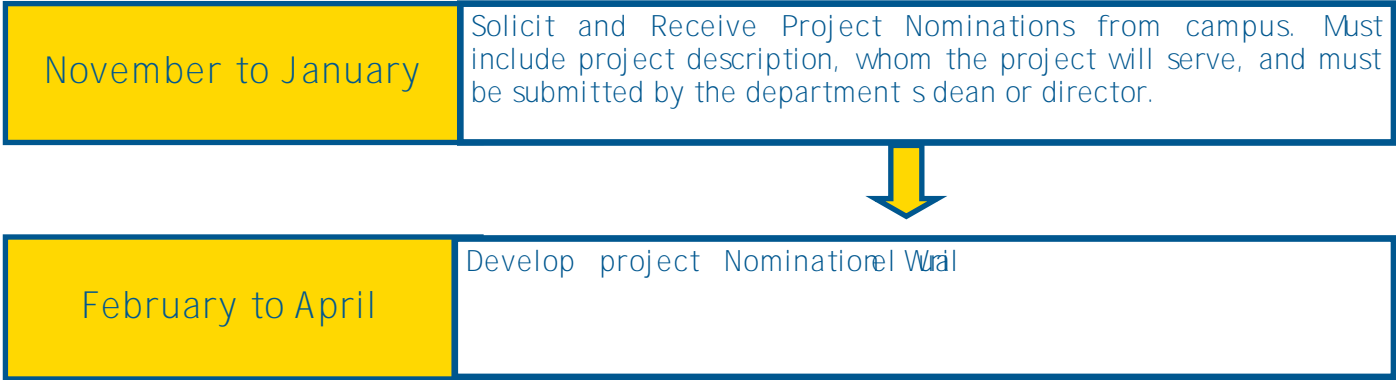 November to January
Solicit and Receive Project Nominations from campus. Must
include project description, whom the project will serve, and must
be submitted by the department s dean or director.
February to April
Develop project Nomination